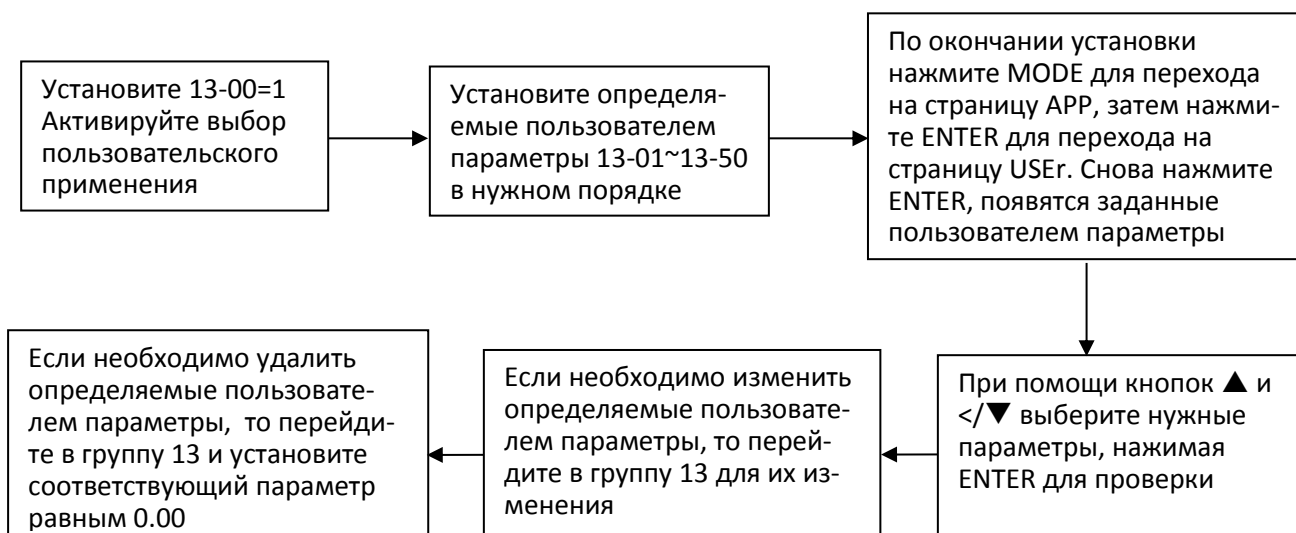 Установите 13-00=1
Активируйте выбор
пользовательского
применения
Установите определя-
емые пользователем
параметры 13-01~13-50
в нужном порядке
По окончании установки
нажмите MODE для перехода
на страницу APP, затем нажми-
те ENTER для перехода на
страницу USEr. Снова нажмите
ENTER, появятся заданные
пользователем параметры
При помощи кнопок ▲ и
</▼ выберите нужные
параметры, нажимая
ENTER для проверки
Если необходимо изменить
определяемые пользовате-
лем параметры, то перей-
дите в группу 13 для их из-
менения
Если необходимо удалить
определяемые пользовате-
лем параметры, то перейди-
те в группу 13 и установите
соответствующий параметр
равным 0.00